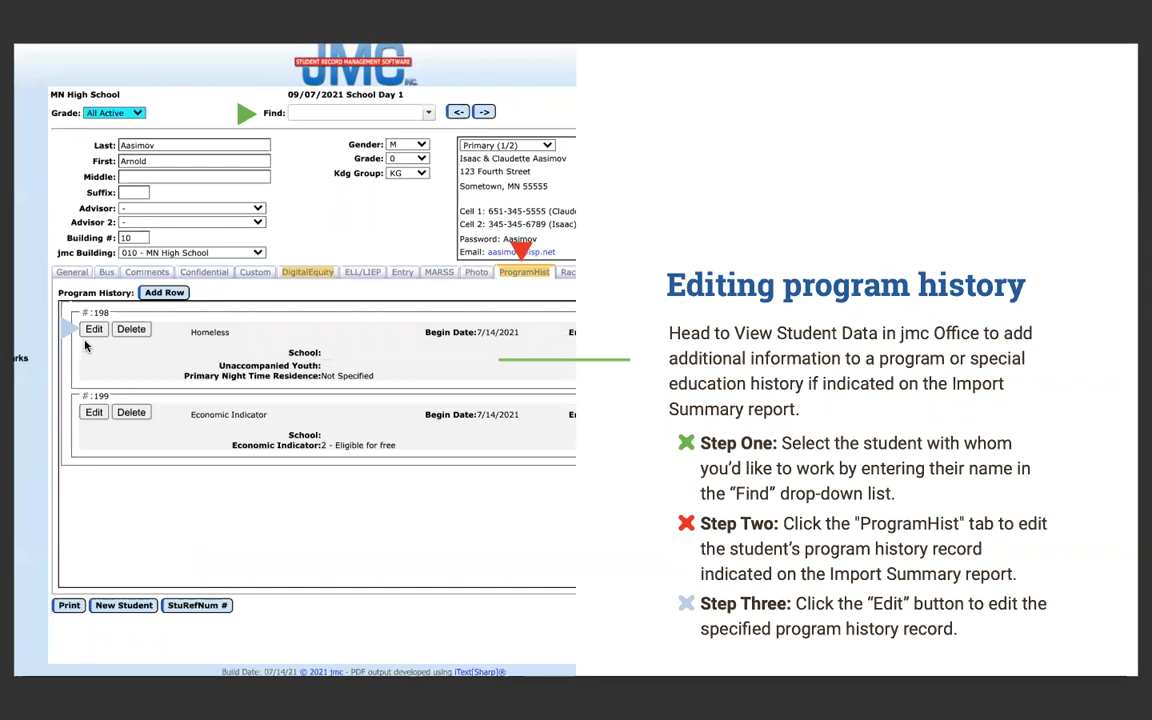 STUDENT RECORD MANAGEMENT SOFTWARE
JMC
INC.
MN High School
09/07/2021 School Day 1
Grade: All Active
Find:
<-
->
Last: Aasimov
First: Arnold
Middle:
Suffix:
Advisor: -
Advisor 2: -
Building #: 10
jmc Building: 010 - MN High School
Gender: M
Grade: 0
Kdg Group: KG
Primary (1/2)
Isaac & Claudette Aasimov
123 Fourth Street
Sometown, MN 55555
Cell 1: 651-345-5555 (Claud
Cell 2: 345-345-6789 (Isaac)
Password: Aasimov
Email: aasimo isp.net
General Bus Comments Confidential Custom DigitalEquity ELL/LIEP Entry MARSS Photo ProgramHist Rac
Program History: Add Row
#:198
Edit Delete Homeless Begin Date:7/14/2021 E
School:
Unaccompanied Youth:
Primary Night Time Residence:Not Specified
#:199
Edit Delete Economic Indicator Begin Date:7/14/2021 E
School:
Economic Indicator:2 - Eligible for free
rks
Print New Student StuRefNum #
Build Date: 07/14/21 © 2021 jmc - PDF output developed using iText[Sharp]®
Editing program history
Head to View Student Data in jmc Office to add
additional information to a program or special
education history if indicated on the Import
Summary report.
Step One: Select the student with whom
you'd like to work by entering their name in
the “Find” drop-down list.
Step Two: Click the "ProgramHist" tab to edit
the student’s program history record
indicated on the Import Summary report.
Step Three: Click the “Edit” button to edit the
specified program history record.